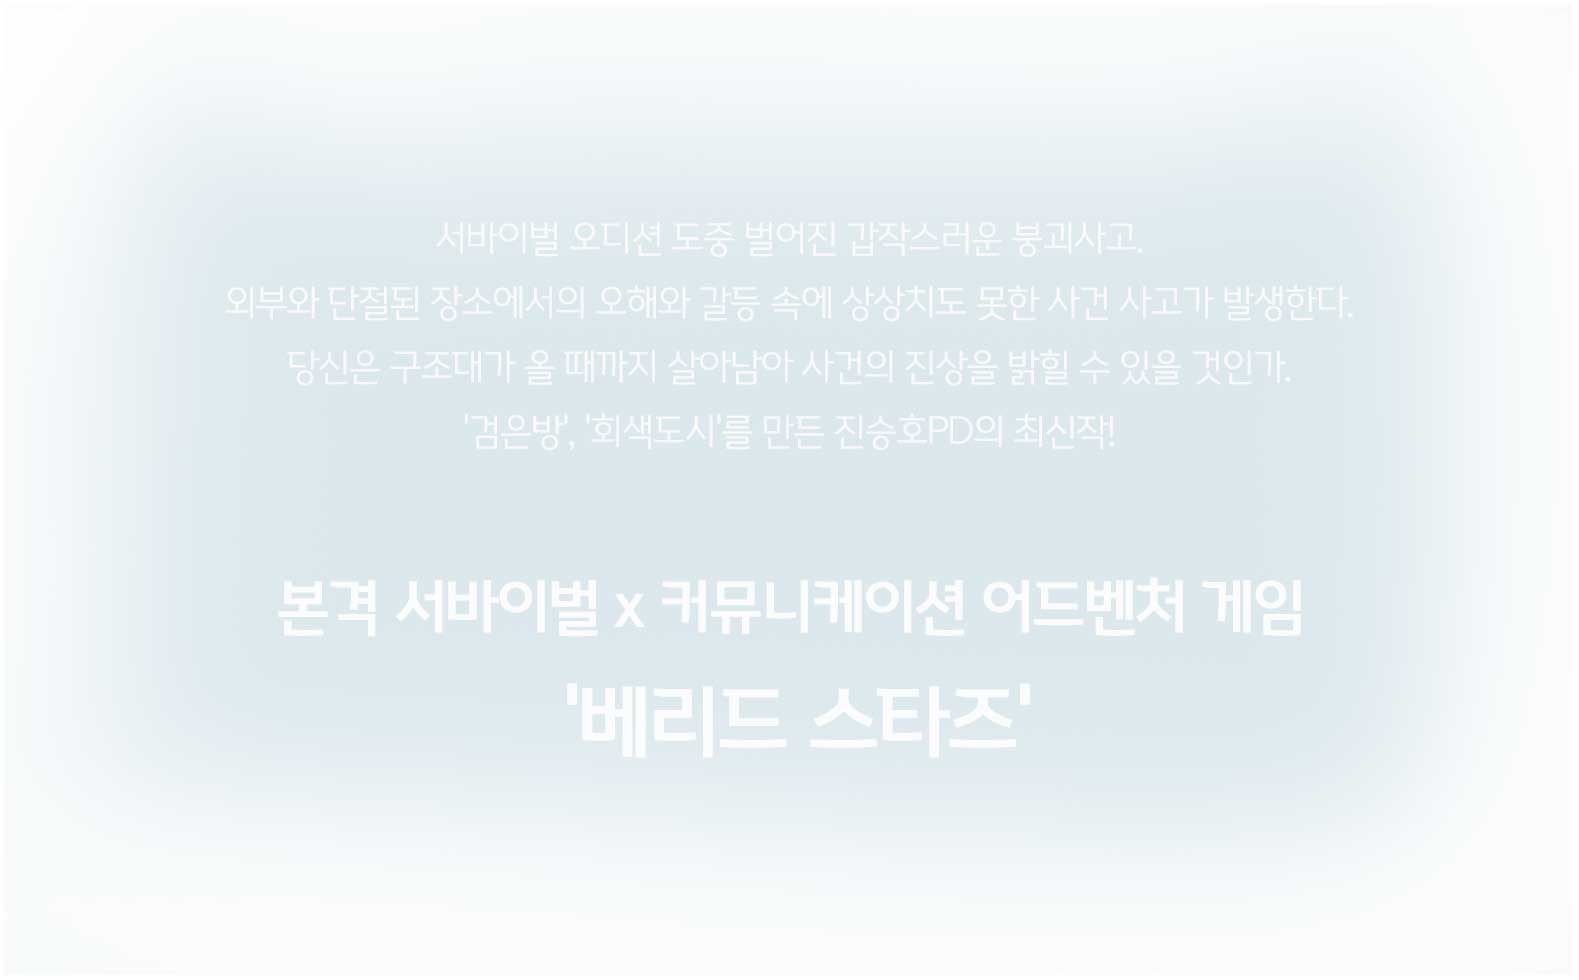 서바이벌 오디션 도중 벌어진 갑작스러운 붕괴사고.
외부와 단절된 장소에서의 오해와 갈등 속에 상상치도 못한 사건 사고가 발생한다.
당신은 구조대가 올 때까지 살아남아 사건의 진상을 밝힐 수 있을 것인가.
'검은방', '회색도시'를 만든 진승호PD의 최신작!
본격 서바이벌 x 커뮤니케이션 어드벤처 게임
'베리드 스타즈'